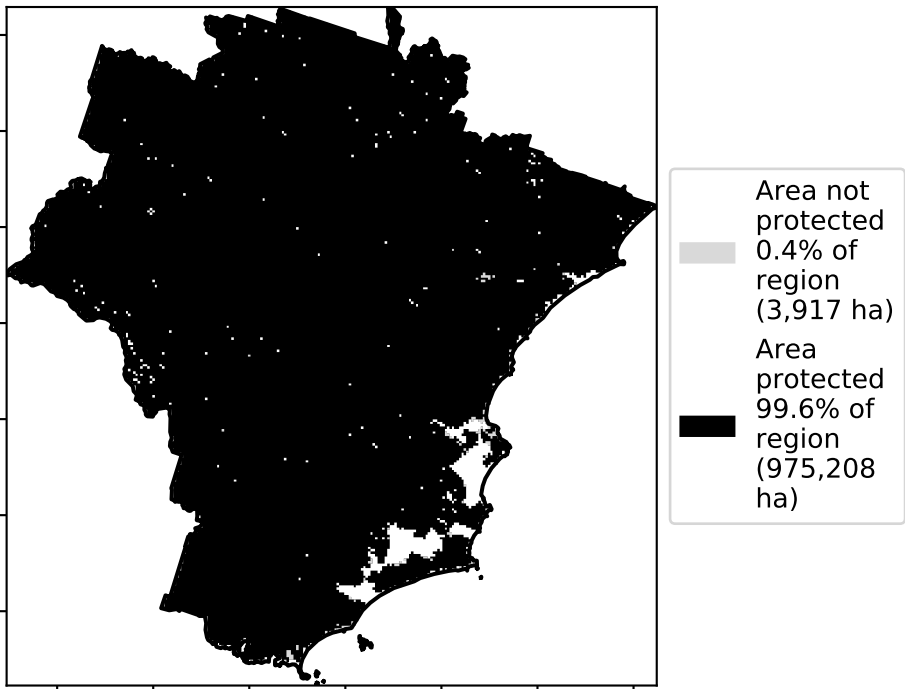 Area not
protected
0.4% of
region
(3,917 ha)
Area
protected
99.6% of
region
(975,208
ha)